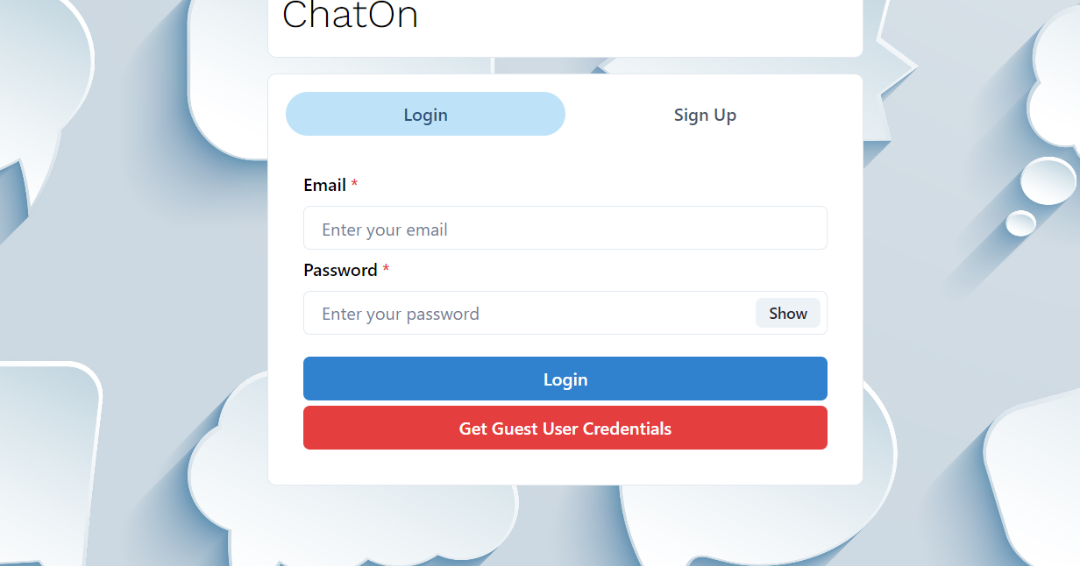 ChatOn
Login
Sign Up
Email *
Enter your email
Password *
Enter your password
Show
Login
Get Guest User Credentials